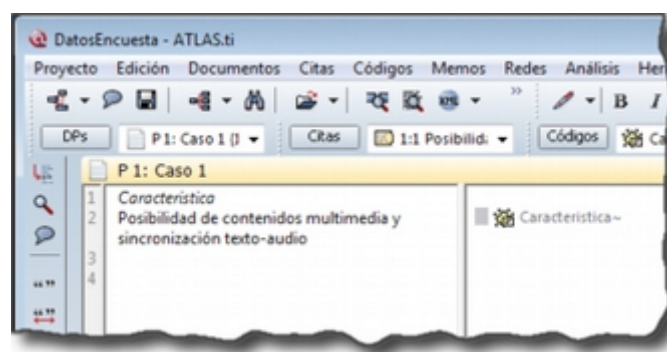 DatosEncuesta - ATLAS.ti
Proyecto Edición Documentos Citas Códigos Memos Redes Análisis
XML » B I
DPs P 1: Caso 1 Citas 1:1 Códigos
P 1: Caso 1
1 Característica
2 Posibilidad de contenidos multimedia y
sincronización texto-audio
Característica~
3
4